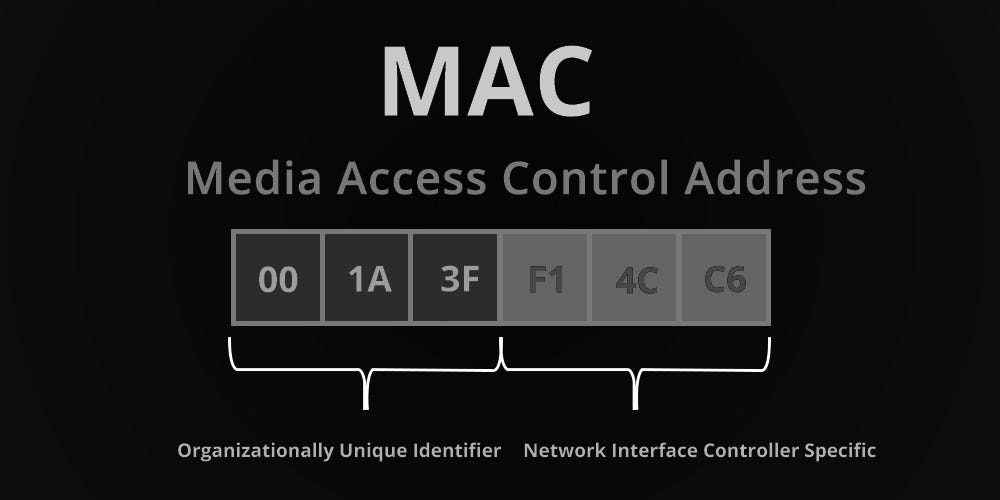 MAC
Media Access Control Address
00 1A 3F F1 4C C6
Organizationally Unique Identifier Network Interface Controller Specific